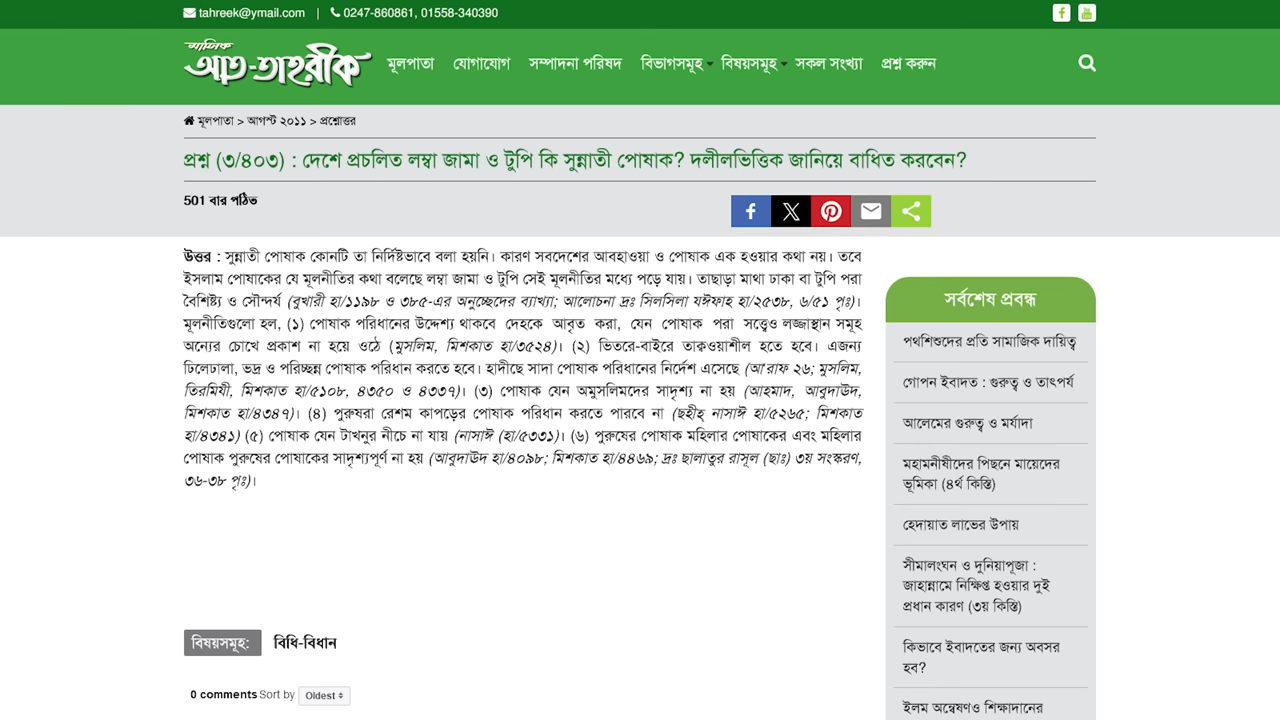 tahreek@ymail.com | 0247-860861, 01558-340390
মাসিক
আত-তাহরীক
মূলপাতা যোগাযোগ সম্পাদনা পরিষদ বিভাগসমূহ বিষয়সমূহ সকল সংখ্যা প্রশ্ন করুন
মূলপাতা > আগস্ট ২০১১ > প্রশ্নোত্তর
প্রশ্ন (৩/৪০৩) : দেশে প্রচলিত লম্বা জামা ও টুপি কি সুন্নাতী পোষাক? দলীলভিত্তিক জানিয়ে বাধিত করবেন?
501 বার পঠিত
উত্তর : সুন্নাতী পোষাক কোনটি তা নির্দিষ্টভাবে বলা হয়নি। কারণ সবদেশের আবহাওয়া ও পোষাক এক হওয়ার কথা নয়। তবে
ইসলাম পোষাকের যে মূলনীতির কথা বলেছে লম্বা জামা ও টুপি সেই মূলনীতির মধ্যে পড়ে যায়। তাছাড়া মাথা ঢাকা বা টুপি পরা
বৈশিষ্ট্য ও সৌন্দর্য (বুখারী হা/১১৯৮ ও ৩৮৫-এর অনুচ্ছেদের ব্যাখ্যা; আলোচনা দ্রঃ সিলসিলা যঈফাহ হা/২৫৩৮, ৬/৫১ পৃঃ)।
মূলনীতিগুলো হল, (১) পোষাক পরিধানের উদ্দেশ্য থাকবে দেহকে আবৃত করা, যেন পোষাক পরা সত্ত্বেও লজ্জাস্থান সমূহ
অন্যের চোখে প্রকাশ না হয়ে ওঠে (মুসলিম, মিশকাত হা/৩৫২৪)। (২) ভিতরে-বাইরে তাক্বওয়াশীল হতে হবে। এজন্য
ঢিলেঢালা, ভদ্র ও পরিচ্ছন্ন পোষাক পরিধান করতে হবে। হাদীছে সাদা পোষাক পরিধানের নির্দেশ এসেছে (আ'রাফ ২৬; মুসলিম,
তিরমিযী, মিশকাত হা/৫১০৮, ৪৩৫০ ও ৪৩৩৭)। (৩) পোষাক যেন অমুসলিমদের সাদৃশ্য না হয় (আহমাদ, আবুদাঊদ,
মিশকাত হা/৪৩৪৭)। (৪) পুরুষরা রেশম কাপড়ের পোষাক পরিধান করতে পারবে না (ছহীহ্ নাসাঈ হা/৫২৬৫; মিশকাত
হা/৪৩৪১) (৫) পোষাক যেন টাখনুর নীচে না যায় (নাসাঈ (হা/৫৩৩১)। (৬) পুরুষের পোষাক মহিলার পোষাকের এবং মহিলার
পোষাক পুরুষের পোষাকের সাদৃশ্যপূর্ণ না হয় (আবুদাঊদ হা/৪০৯৮; মিশকাত হা/৪৪৬৯; দ্রঃ ছালাতুর রাসূল (ছাঃ) ৩য় সংস্করণ,
৩৬-৩৮ পৃঃ)।
বিষয়সমূহ: বিধি-বিধান
0 comments Sort by Oldest
সর্বশেষ প্রবন্ধ
পথশিশুদের প্রতি সামাজিক দায়িত্ব
গোপন ইবাদত : গুরুত্ব ও তাৎপর্য
আলেমের গুরুত্ব ও মর্যাদা
মহামনীষীদের পিছনে মায়েদের
ভূমিকা (৪র্থ কিস্তি)
হেদায়াত লাভের উপায়
সীমালংঘন ও দুনিয়াপূজা :
জাহান্নামে নিক্ষিপ্ত হওয়ার দুই
প্রধান কারণ (৩য় কিস্তি)
কিভাবে ইবাদতের জন্য অবসর
হব?
ইলম অন্বেষণও শিক্ষাদানের